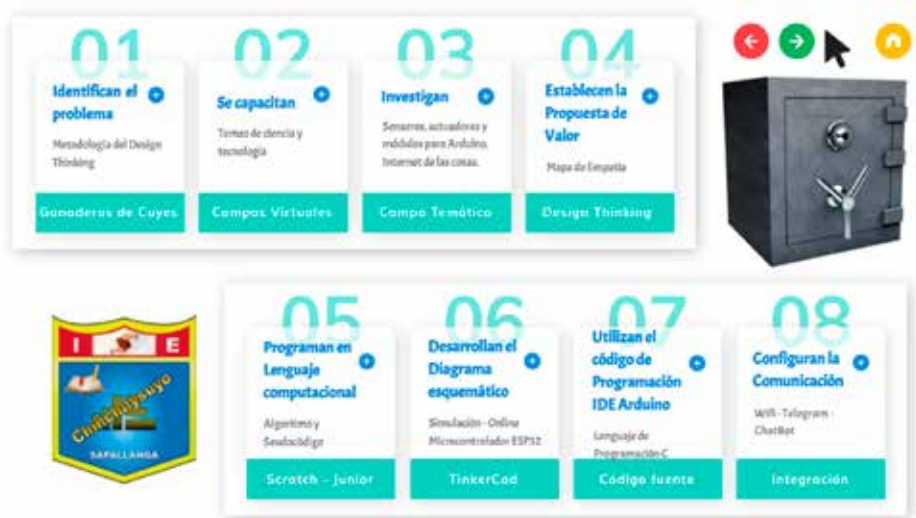 01
Identifican el
problema
Metodología del Design
Thinking
Ganaderos de Cuyes
02
Se capacitan
Temas de ciencia y
tecnología
Campos Virtuales
03
Investigan
Sensores, actuadores y
módulos para Arduino,
Internet de las cosas.
Campo Temático
04
Establecen la
Propuesta de
Valor
Mapa de Empatía
Design Thinking
I E
Chinchaysuyo
SAPALLANGA
05
Programan en
Lenguaje
computacional
Algoritmo y
Seudocódigo
Scratch - Junior
06
Desarrollan el
Diagrama
esquemático
Simulación - Online
Microcontrolador ESP32
TinkerCad
07
Utilizan el
código de
Programación
IDE Arduino
Lenguaje de
Programación C
Código fuente
08
Configuran la
Comunicación
Wifi - Telegram -
ChatBot
Integración